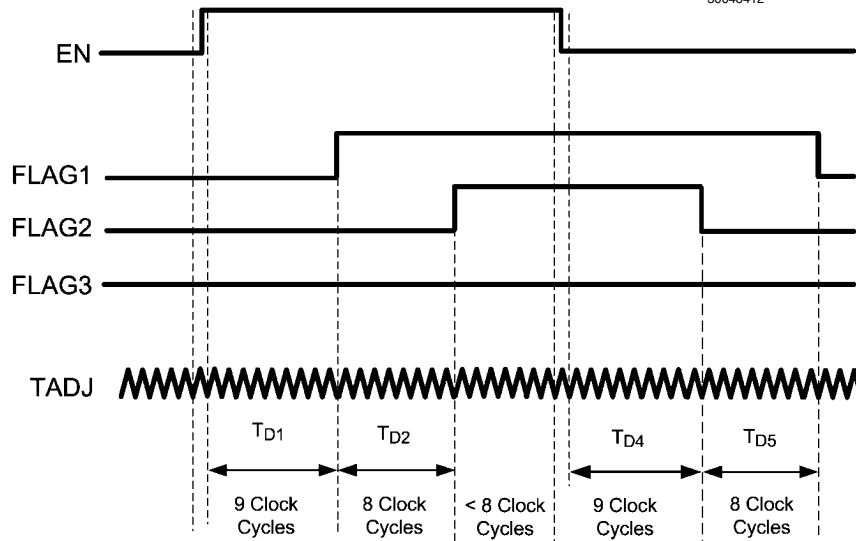 EN
FLAG1
FLAG2
FLAG3
TADJ
TD1 TD2 TD4 TD5
9 Clock Cycles
8 Clock Cycles
< 8 Clock Cycles
9 Clock Cycles
8 Clock Cycles